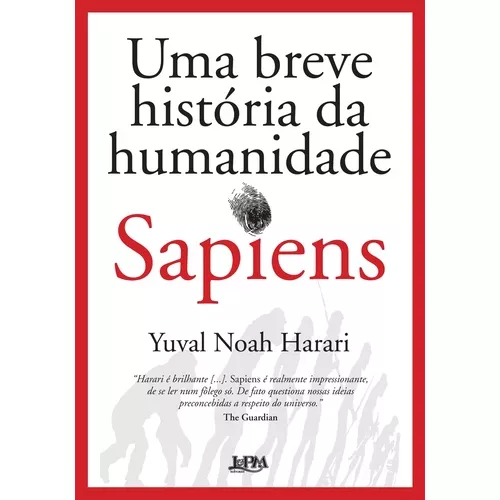 Uma breve
história da
humanidade
Sapiens
Yuval Noah Harari
“Harari é brilhante [...]. Sapiens é realmente impressionante,
de se ler num fôlego só. De fato questiona nossas ideias
preconcebidas a respeito do universo.”
The Guardian
L&PM